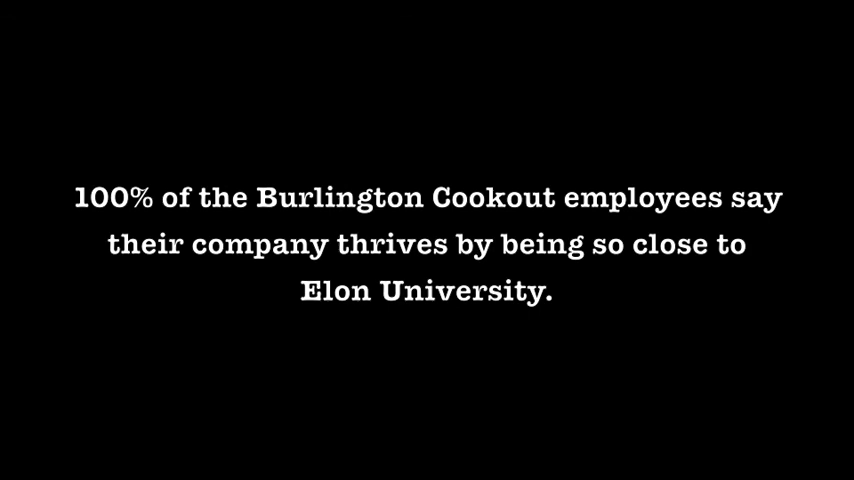 100% of the Burlington Cookout employees say
their company thrives by being so close to
Elon University.